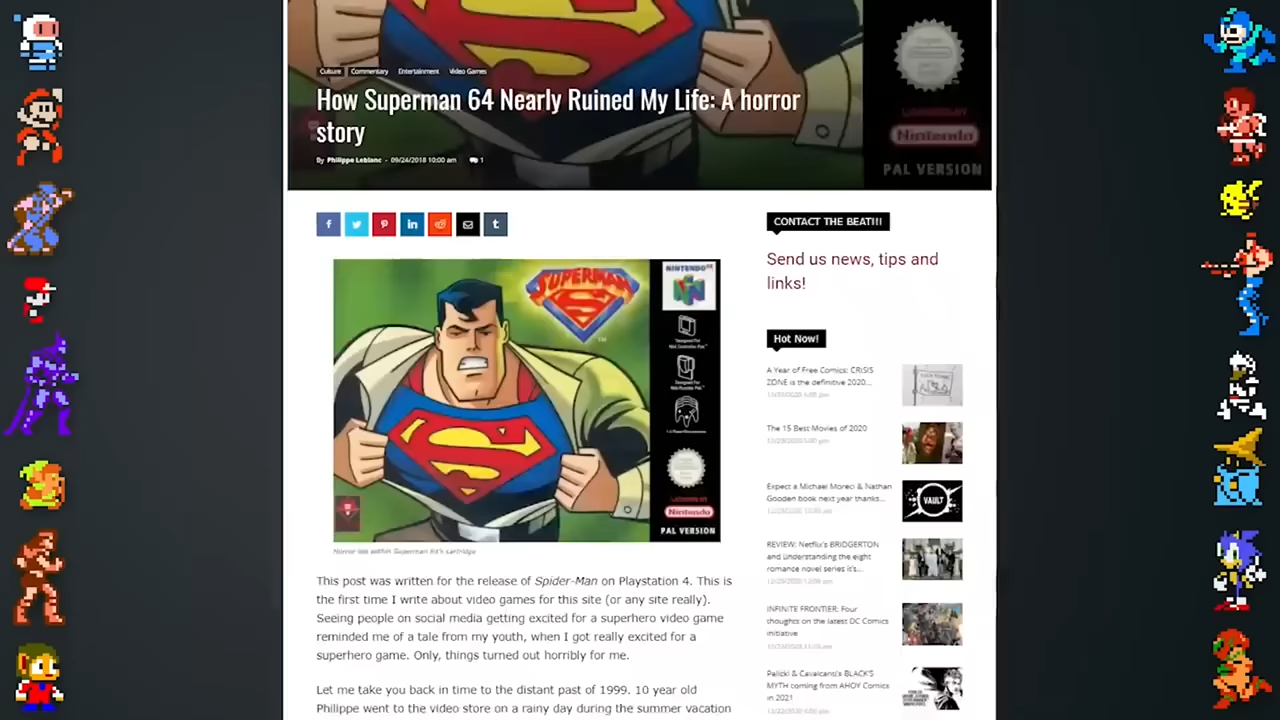 Nintendo
PAL VERSION
Culture Commentary Entertainment Video Games
How Superman 64 Nearly Ruined My Life: A horror
story
By Philippe Leblanc - 09/24/2018 10:00 am 1
CONTACT THE BEAT!!!
Send us news, tips and
links!
NINTENDO 64
SUPERMAN
Nintendo
PAL VERSION
Horror lies within Superman 64's cartridge
This post was written for the release of Spider-Man on Playstation 4. This is
the first time I write about video games for this site (or any site really).
Seeing people on social media getting excited for a superhero video game
reminded me of a tale from my youth, when I got really excited for a
superhero game. Only, things turned out horribly for me.
Let me take you back in time to the distant past of 1999. 10 year old
Philippe went to the video store on a rainy day during the summer vacation
Hot Now!
A Year of Free Comics: CRISIS
ZONE is the definitive 2020...
The 15 Best Movies of 2020
Expect a Michael Moreci & Nathan
Gooden book next year thanks...
VAULT
REVIEW: Netflix's BRIDGERTON
and understanding the eight
romance novel series it's...
INFINITE FRONTIER: Four
thoughts on the latest DC Comics
initiative
Palicki & Cavalcanti's BLACK'S
MYTH coming from AHOY Comics
in 2021